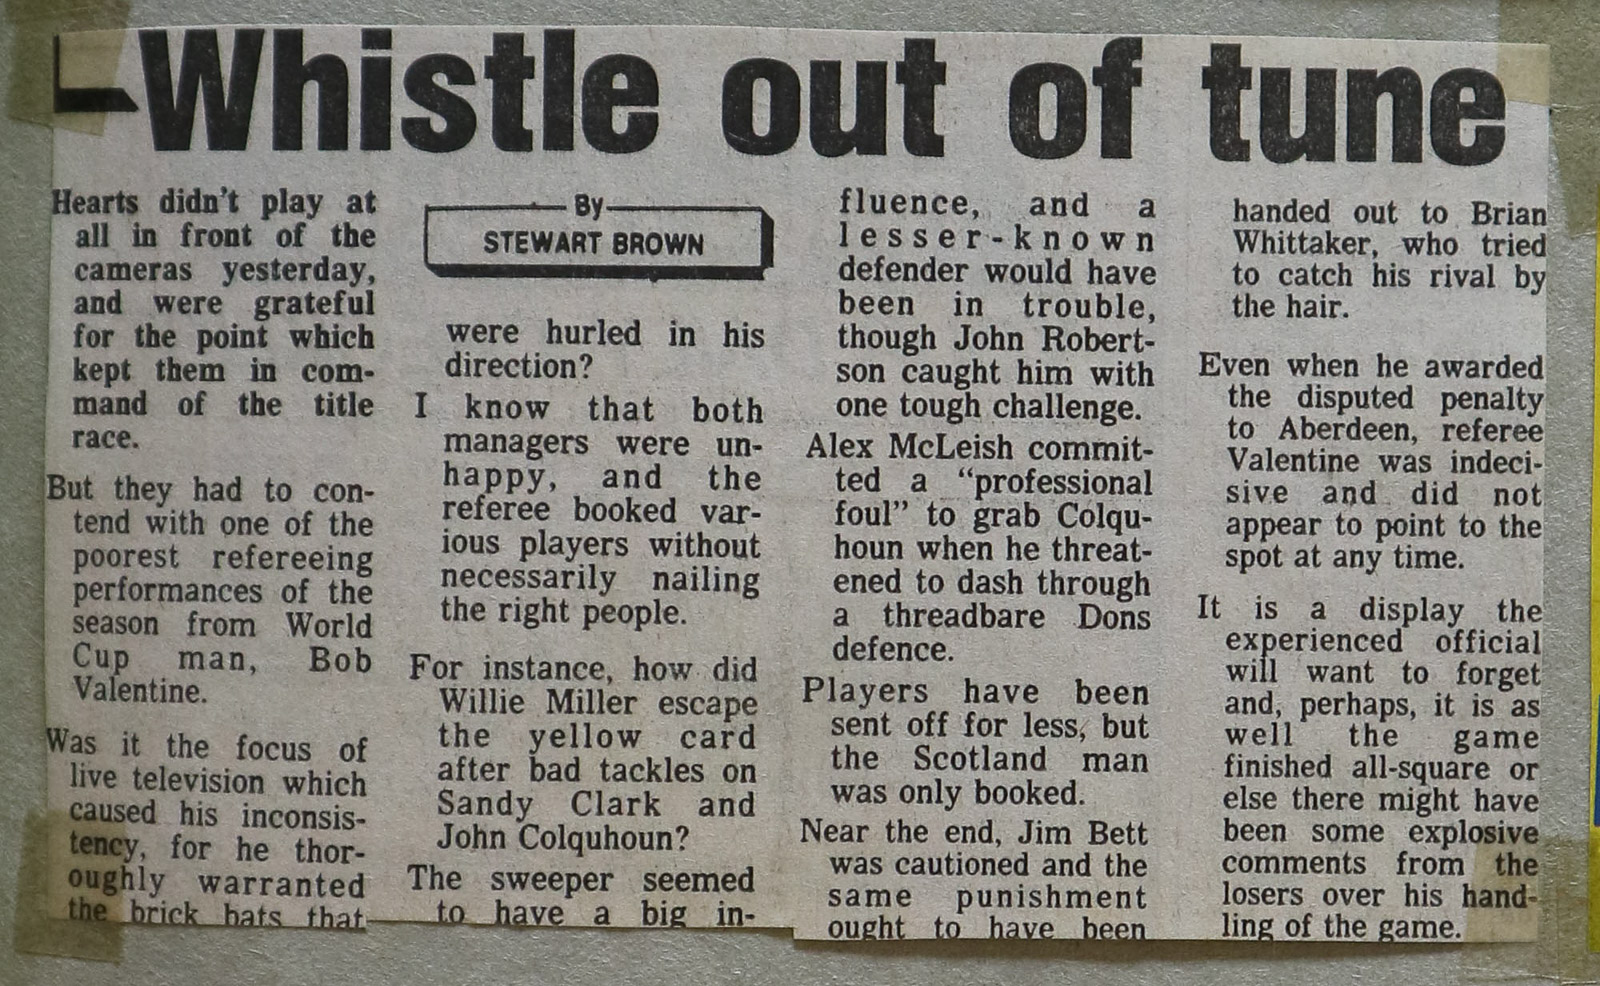 Whistle out of tune
Hearts didn't play at
all in front of the
cameras yesterday,
and were grateful
for the point which
kept them in com-
mand of the title
race.
But they had to con-
tend with one of the
poorest refereeing
performances of the
season from World
Cup man, Bob
Valentine.
Was it the focus of
live television which
caused his inconsis-
tency, for he thor-
oughly warranted
the brick bats that
By
STEWART BROWN
were hurled in his
direction?
I know that both
managers were un-
happy, and the
referee booked var-
ious players without
necessarily nailing
the right people.
For instance, how did
Willie Miller escape
the yellow card
after bad tackles on
Sandy Clark and
John Colquhoun?
The sweeper seemed
to have a big in-
fluence, and a
lesser-known
defender would have
been in trouble,
though John Robert-
son caught him with
one tough challenge.
Alex McLeish commit-
ted a "professional
foul" to grab Colqu-
houn when he threat-
ened to dash through
a threadbare Dons
defence.
Players have been
sent off for less, but
the Scotland man
was only booked.
Near the end, Jim Bett
was cautioned and the
same punishment
ought to have been
handed out to Brian
Whittaker, who tried
to catch his rival by
the hair.
Even when he awarded
the disputed penalty
to Aberdeen, referee
Valentine was indeci-
sive and did not
appear to point to the
spot at any time.
It is a display the
experienced official
will want to forget
and, perhaps, it is as
well the game
finished all-square or
else there might have
been some explosive
comments from the
losers over his hand-
ling of the game.